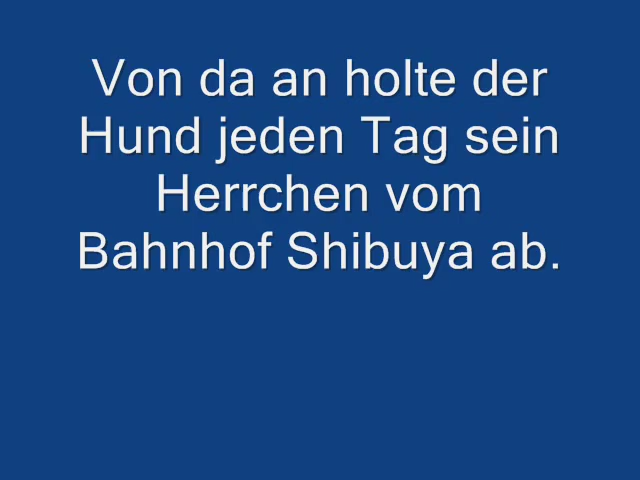 Von da an holte der
Hund jeden Tag sein
Herrchen vom
Bahnhof Shibuya ab.